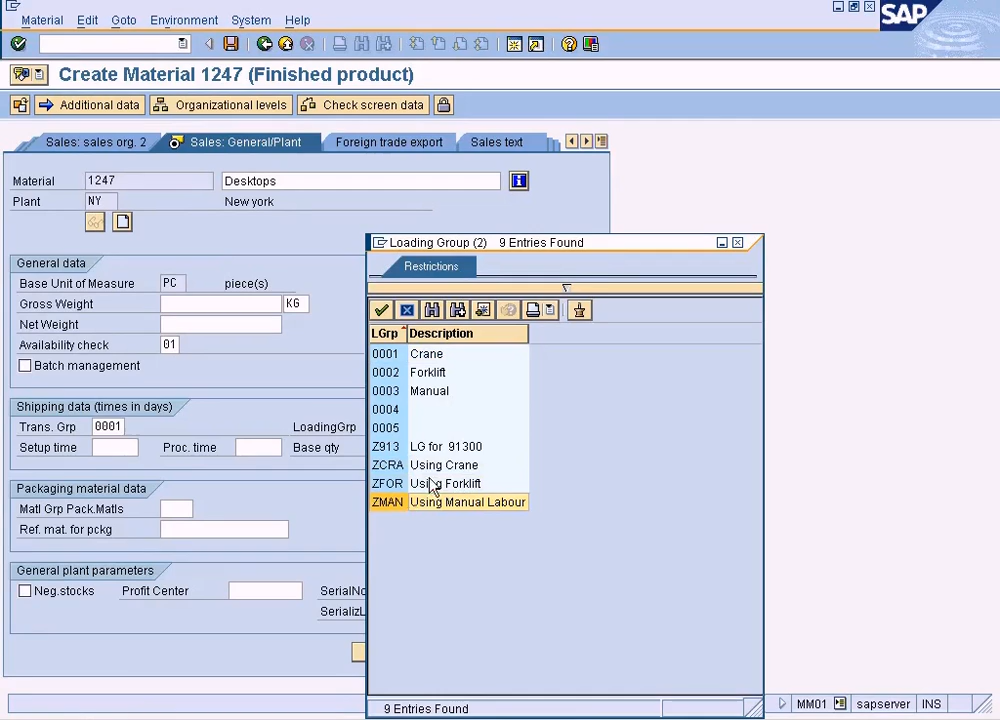 Material Edit Goto Environment System Help
SAP
Create Material 1247 (Finished product)
Additional data Organizational levels Check screen data
Sales: sales org. 2 Sales: General/Plant Foreign trade export Sales text
Material 1247 Desktops
Plant NY New york
Loading Group (2) 9 Entries Found
Restrictions
General data
Base Unit of Measure PC piece(s)
Gross Weight KG
Net Weight
Availability check 01
Batch management
Shipping data (times in days)
Trans. Grp 0001 LoadingGrp
Setup time Proc. time Base qty
Packaging material data
Matl Grp Pack.Matls
Ref. mat. for pckg
General plant parameters
Neg.stocks Profit Center SerialNo
SerializL
LGrp Description
0001 Crane
0002 Forklift
0003 Manual
0004
0005
Z913 LG for 91300
ZCRA Using Crane
ZFOR Using Forklift
ZMAN Using Manual Labour
9 Entries Found
MM01 sapserver INS